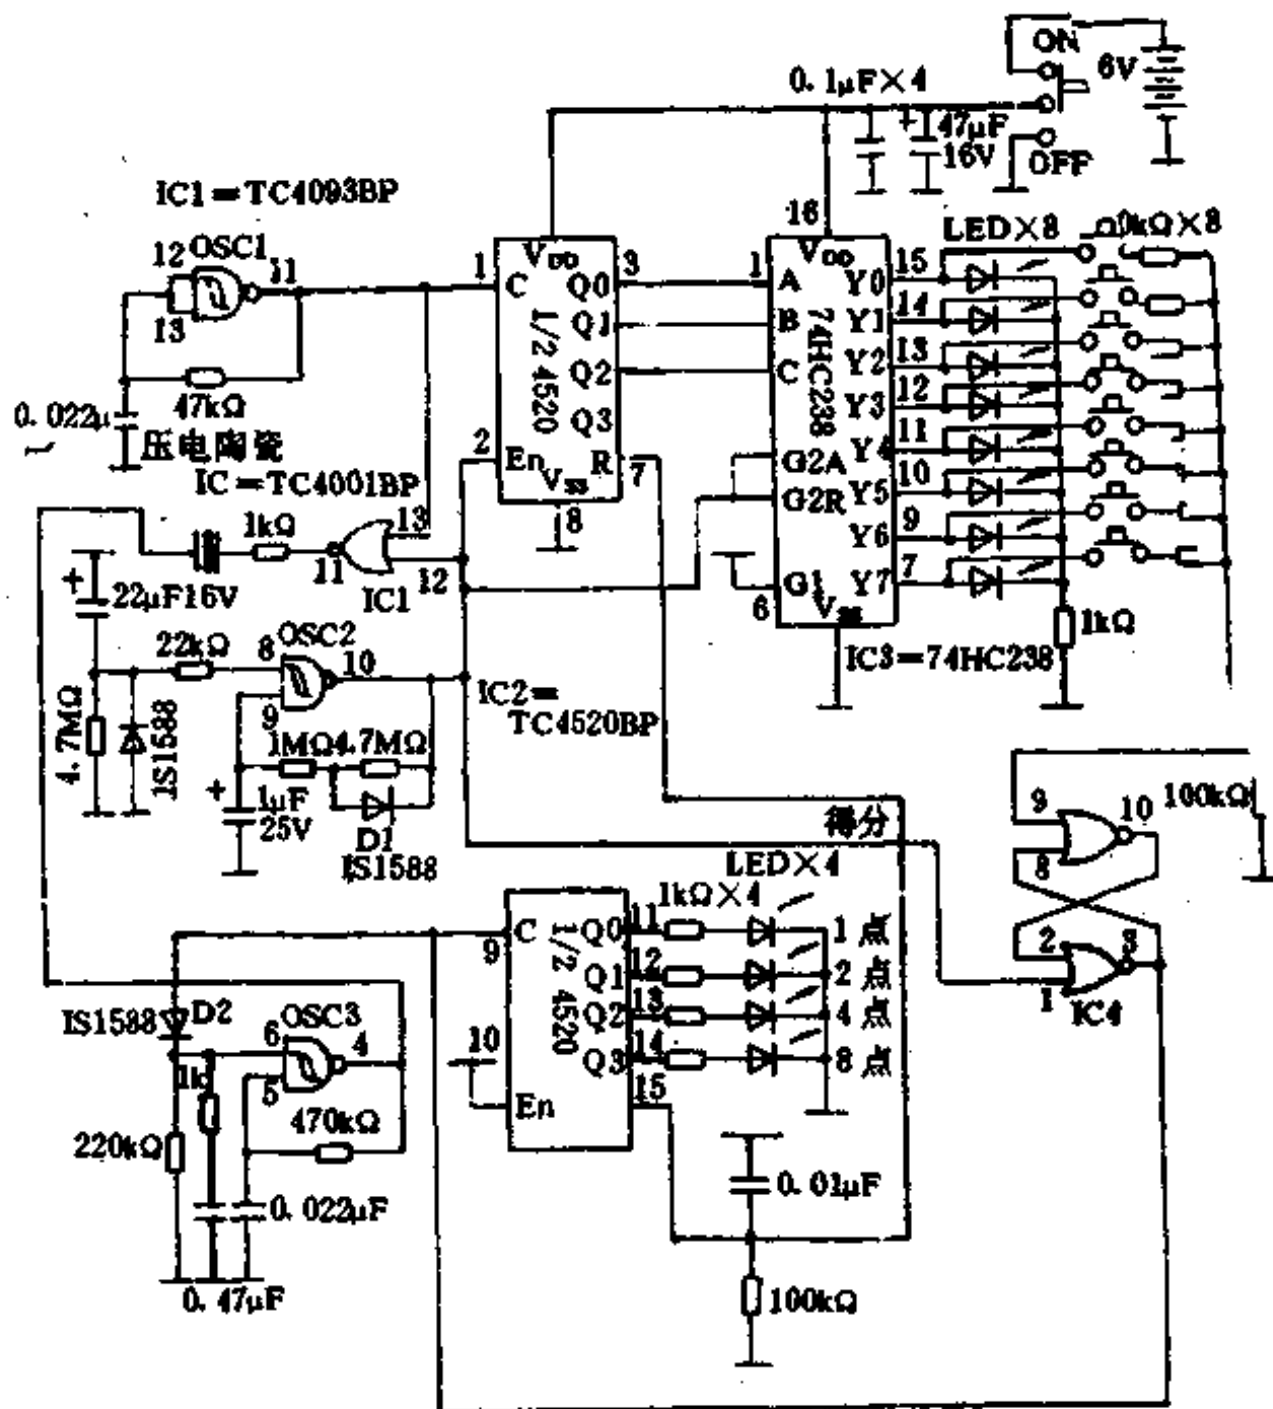 ON
6V
0. 1μF×4
+
47μF
16V
OFF
IC1=TC4093BP
OSC1
12
11
13
47kΩ
0. 022μ
压电陶瓷
IC=TC4001BP
1
C
VDD
3
Q0
Q1
Q2
Q3
1/2 4520
2
En
VSS
R
7
8
16
VDD
1
A
B
C
74HC238
G2A
G2R
G1
6
Y0
15
Y1
14
Y2
13
Y3
12
Y4
11
Y5
10
Y6
9
Y7
7
LED×8
0kΩ×8
1kΩ
IC3=74HC238
1kΩ
13
11
12
IC1
+
22μF16V
22kΩ
OSC2
8
10
9
4.7MΩ
1S1588
1MΩ
4.7MΩ
+
1μF
25V
D1
IS1588
IC2=
TC4520BP
得分
LED×4
1kΩ×4
9
10
8
100kΩ
2
3
1
IC4
C
9
Q0
11
1 点
Q1
12
2 点
Q2
13
4 点
Q3
14
8 点
1/2 4520
10
En
15
IS1588
D2
OSC3
6
4
5
1k
470kΩ
220kΩ
0. 022μF
0. 47μF
0. 01μF
100kΩ